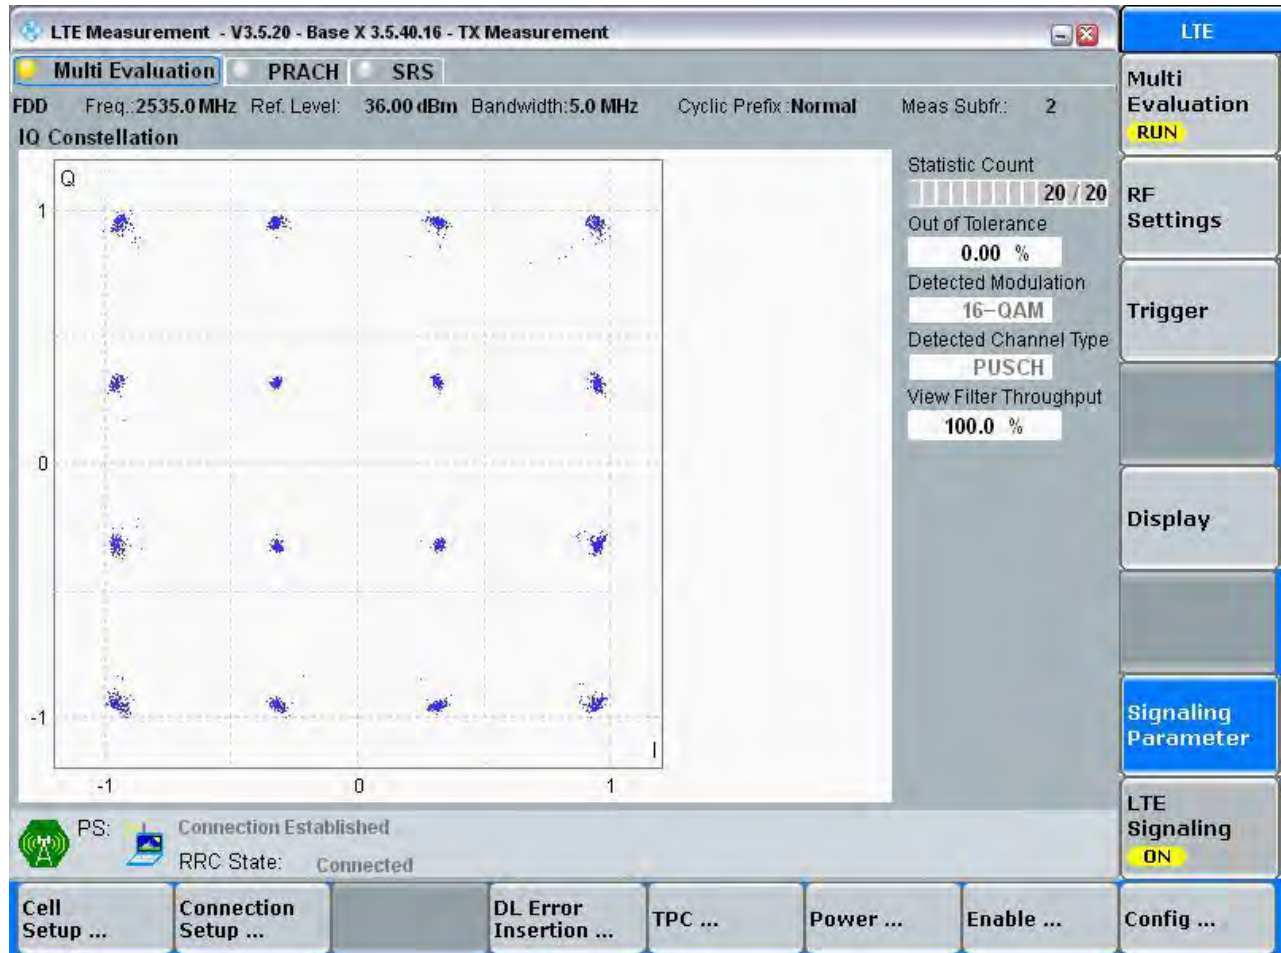 LTE Measurement - V3.5.20 - Base X 3.5.40.16 - TX Measurement
LTE
Multi Evaluation PRACH SRS
FDD Freq.:2535.0 MHz Ref. Level: 36.00 dBm Bandwidth:5.0 MHz Cyclic Prefix :Normal Meas Subfr.: 2
IQ Constellation
Q
1
0
-1
-1 0 1
I
Statistic Count
20 / 20
Out of Tolerance
0.00 %
Detected Modulation
16-QAM
Detected Channel Type
PUSCH
View Filter Throughput
100.0 %
Multi
Evaluation
RUN
RF
Settings
Trigger
Display
Signaling
Parameter
LTE
Signaling
ON
PS: Connection Established
RRC State: Connected
Cell
Setup ...
Connection
Setup ...
DL Error
Insertion ...
TPC ...
Power ...
Enable ...
Config ...